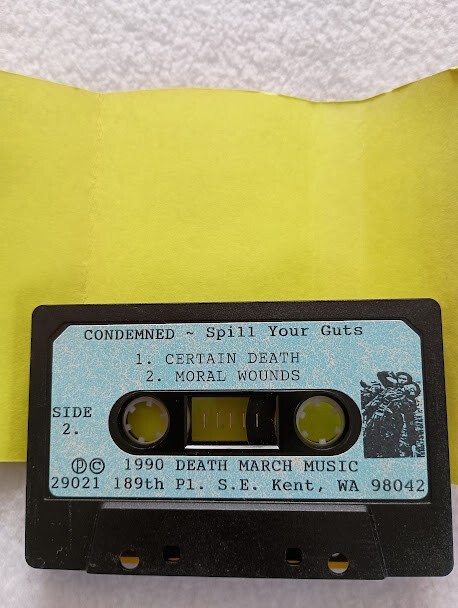 CONDEMNED ~ Spill Your Guts
1. CERTAIN DEATH
2. MORAL WOUNDS
SIDE
2.
ⓅⒸ 1990 DEATH MARCH MUSIC
29021 189th Pl. S.E. Kent, WA 98042